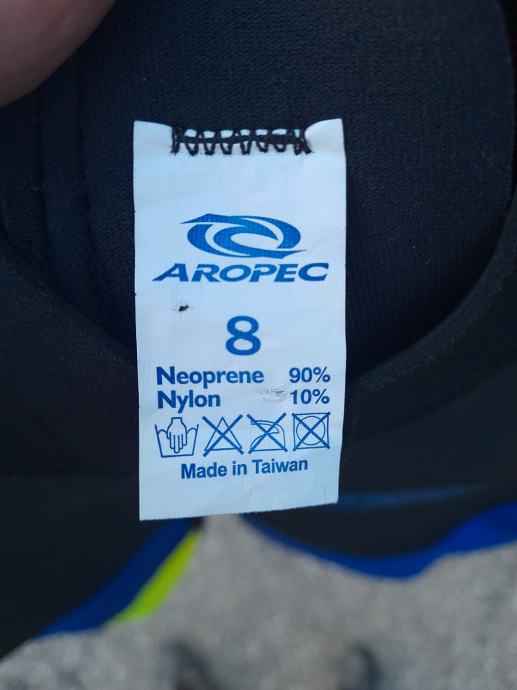 AROPEC
8
Neoprene 90%
Nylon 10%
Made in Taiwan